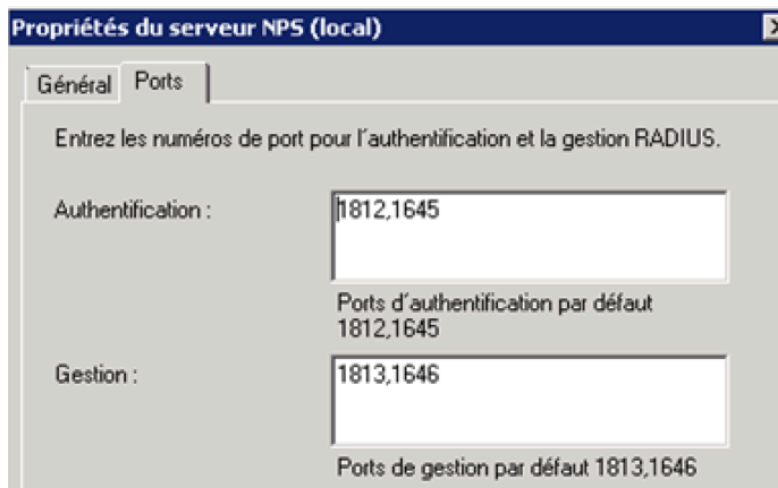 Propriétés du serveur NPS (local)
Général Ports
Entrez les numéros de port pour l'authentification et la gestion RADIUS.
Authentification : 1812,1645
Ports d'authentification par défaut
1812,1645
Gestion : 1813,1646
Ports de gestion par défaut 1813,1646